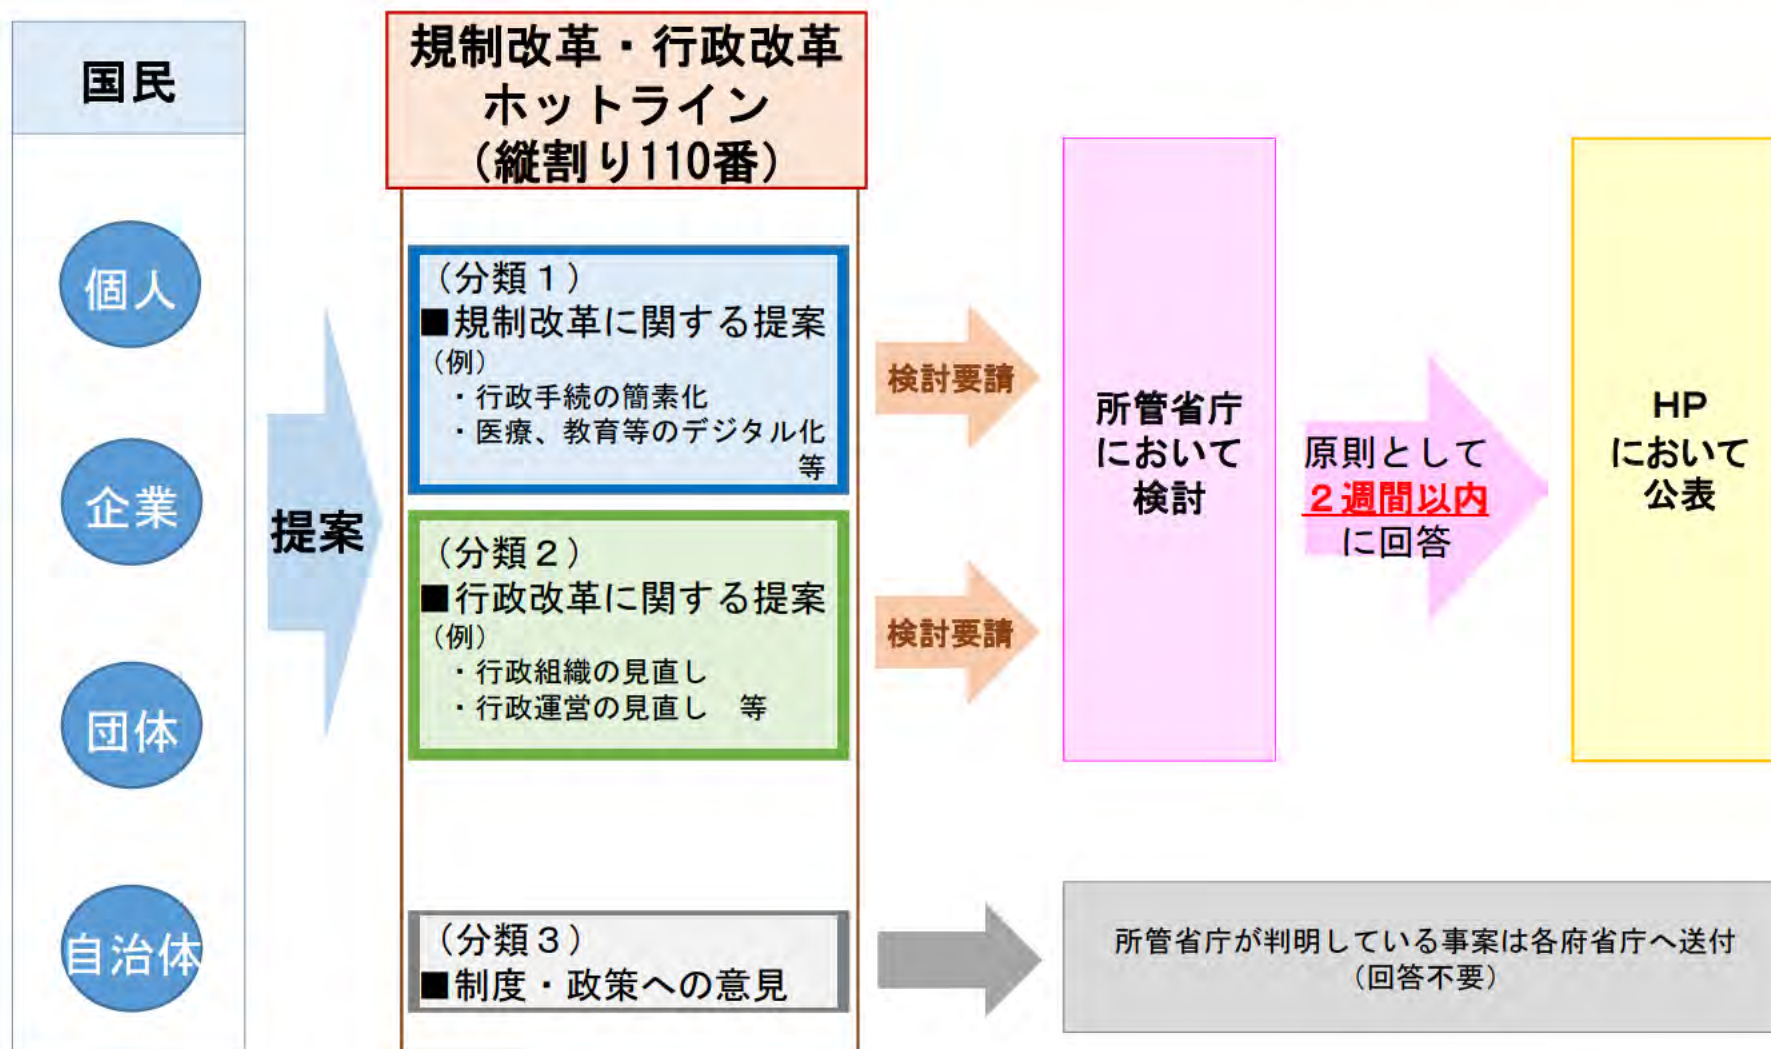 国民
個人
企業
団体
自治体
提案
規制改革・行政改革
ホットライン
（縦割り110番）
（分類１）
■規制改革に関する提案
（例）
・行政手続の簡素化
・医療、教育等のデジタル化
等
（分類２）
■行政改革に関する提案
（例）
・行政組織の見直し
・行政運営の見直し　等
（分類３）
■制度・政策への意見
検討要請
検討要請
所管省庁
において
検討
原則として
２週間以内
に回答
HP
において
公表
所管省庁が判明している事案は各府省庁へ送付
（回答不要）